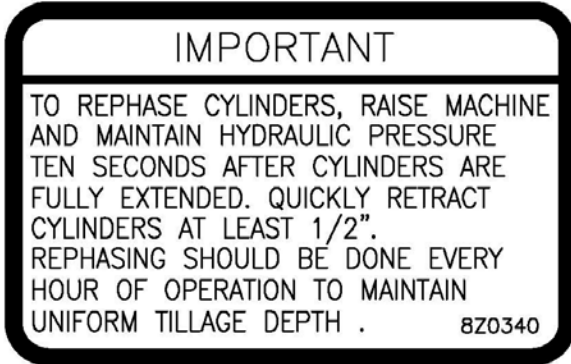 IMPORTANT
TO REPHASE CYLINDERS, RAISE MACHINE
AND MAINTAIN HYDRAULIC PRESSURE
TEN SECONDS AFTER CYLINDERS ARE
FULLY EXTENDED. QUICKLY RETRACT
CYLINDERS AT LEAST 1/2".
REPHASING SHOULD BE DONE EVERY
HOUR OF OPERATION TO MAINTAIN
UNIFORM TILLAGE DEPTH . 8Z0340